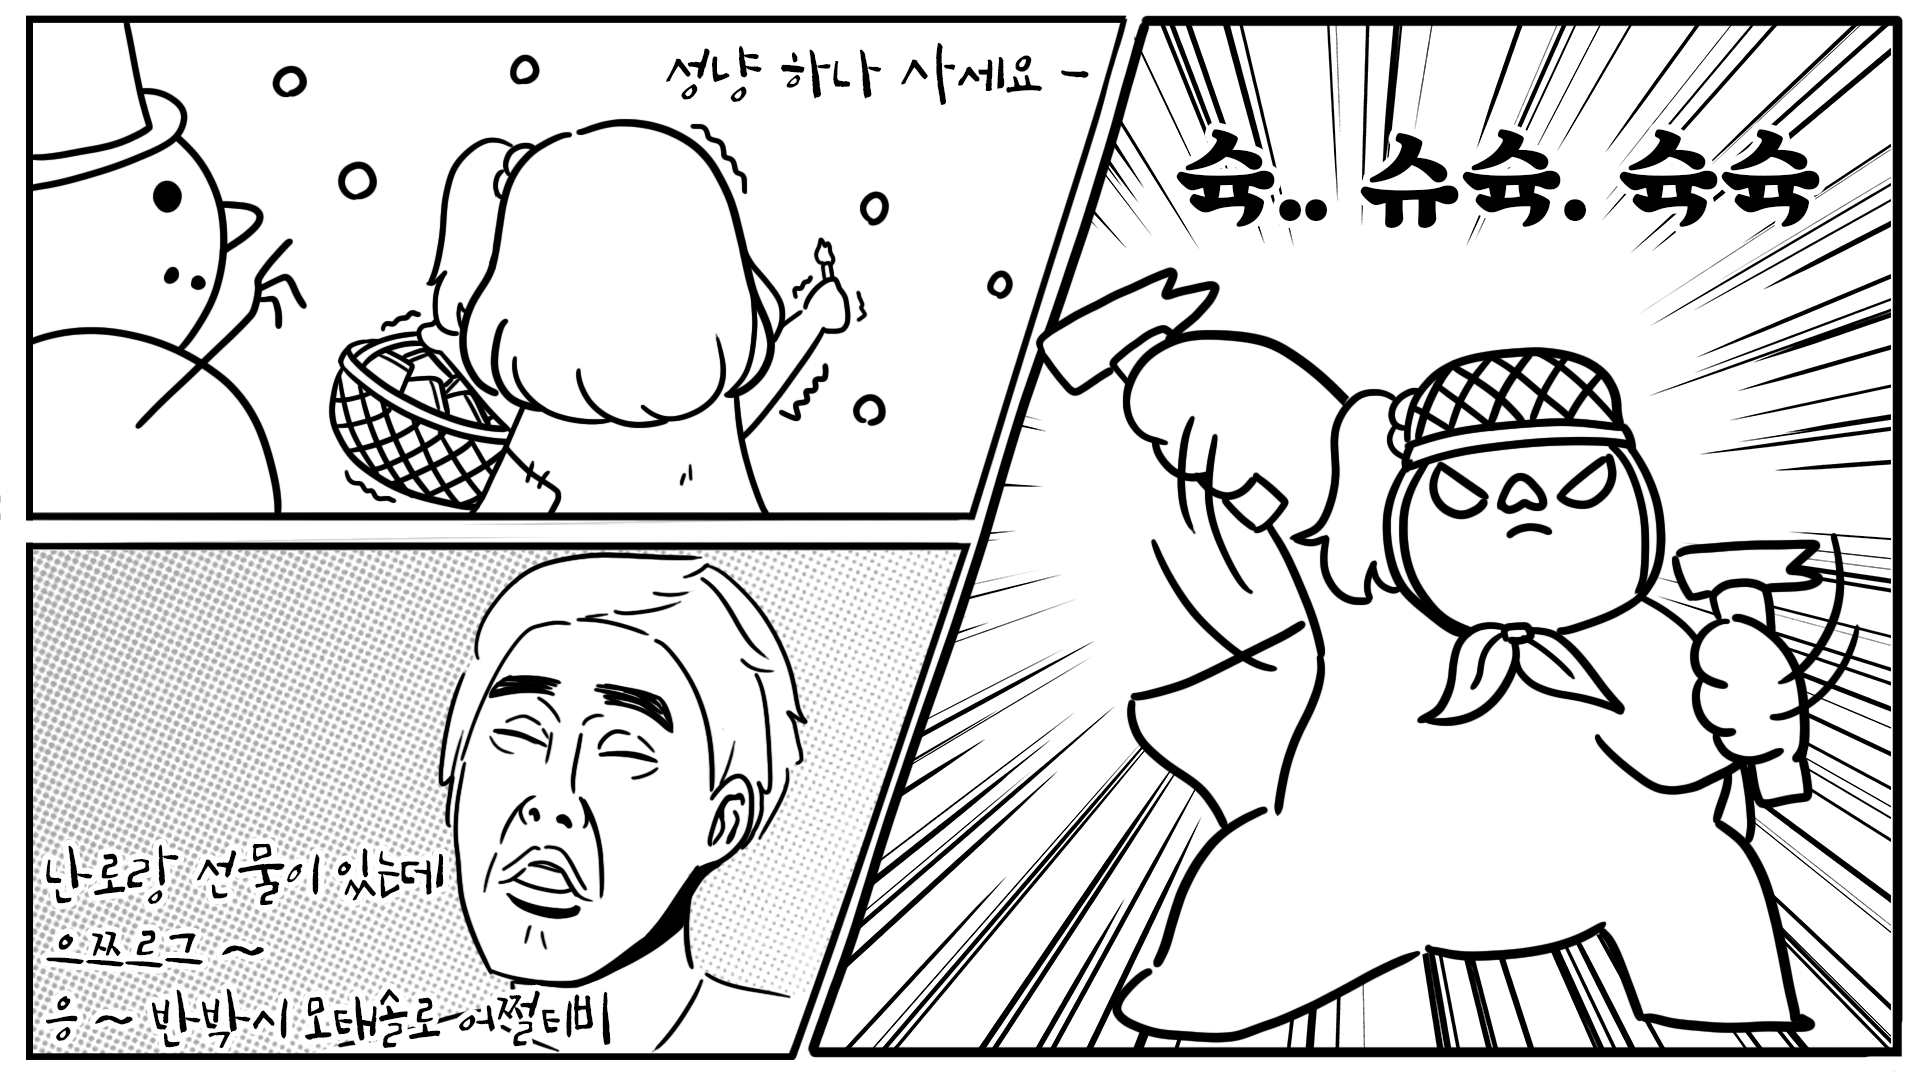 성냥 하나 사세요 -
난로랑 선물이 있는데
으쯔르그 ~
응 ~ 반박시 모태솔로 어쩔티비
슉.. 슈슉. 슉슉